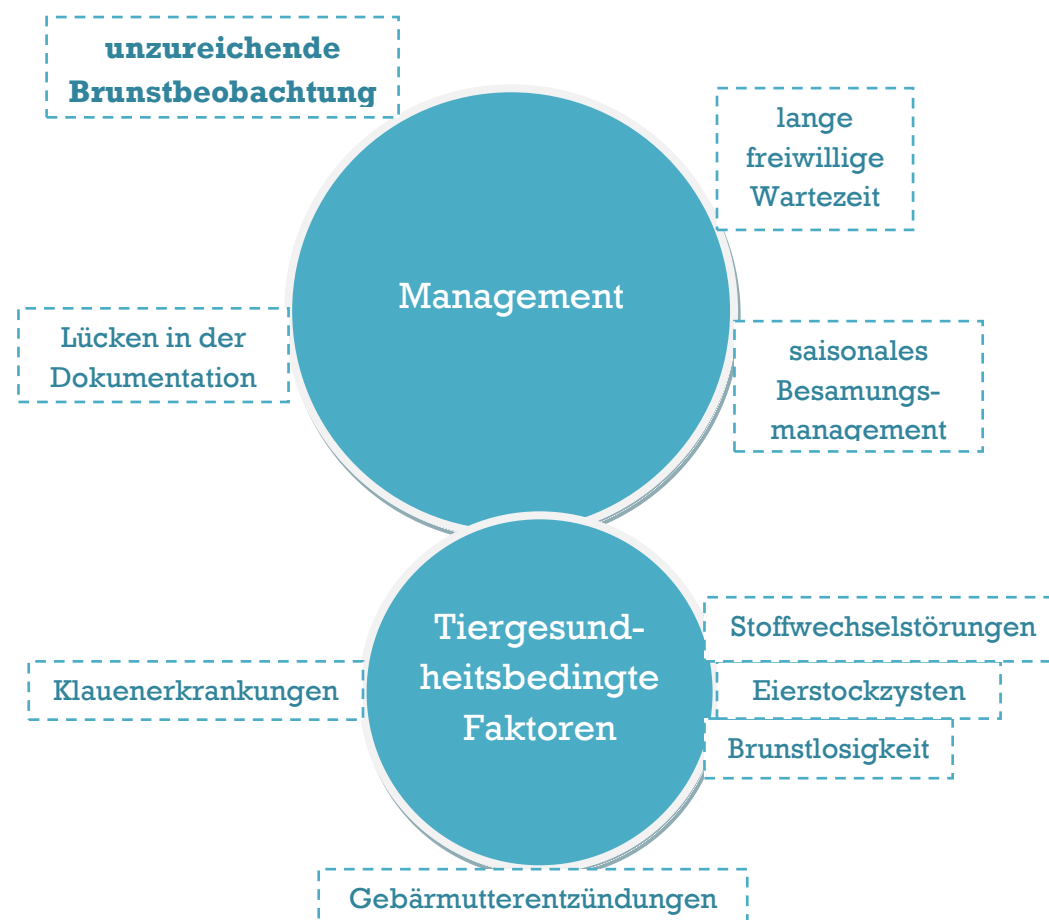 unzureichende
Brunstbeobachtung
lange
freiwillige
Wartezeit
Management
Lücken in der
Dokumentation
saisonales
Besamungs-
management
Tiergesund-
heitsbedingte
Faktoren
Stoffwechselstörungen
Klauenerkrankungen
Eierstockzysten
Brunstlosigkeit
Gebärmutterentzündungen